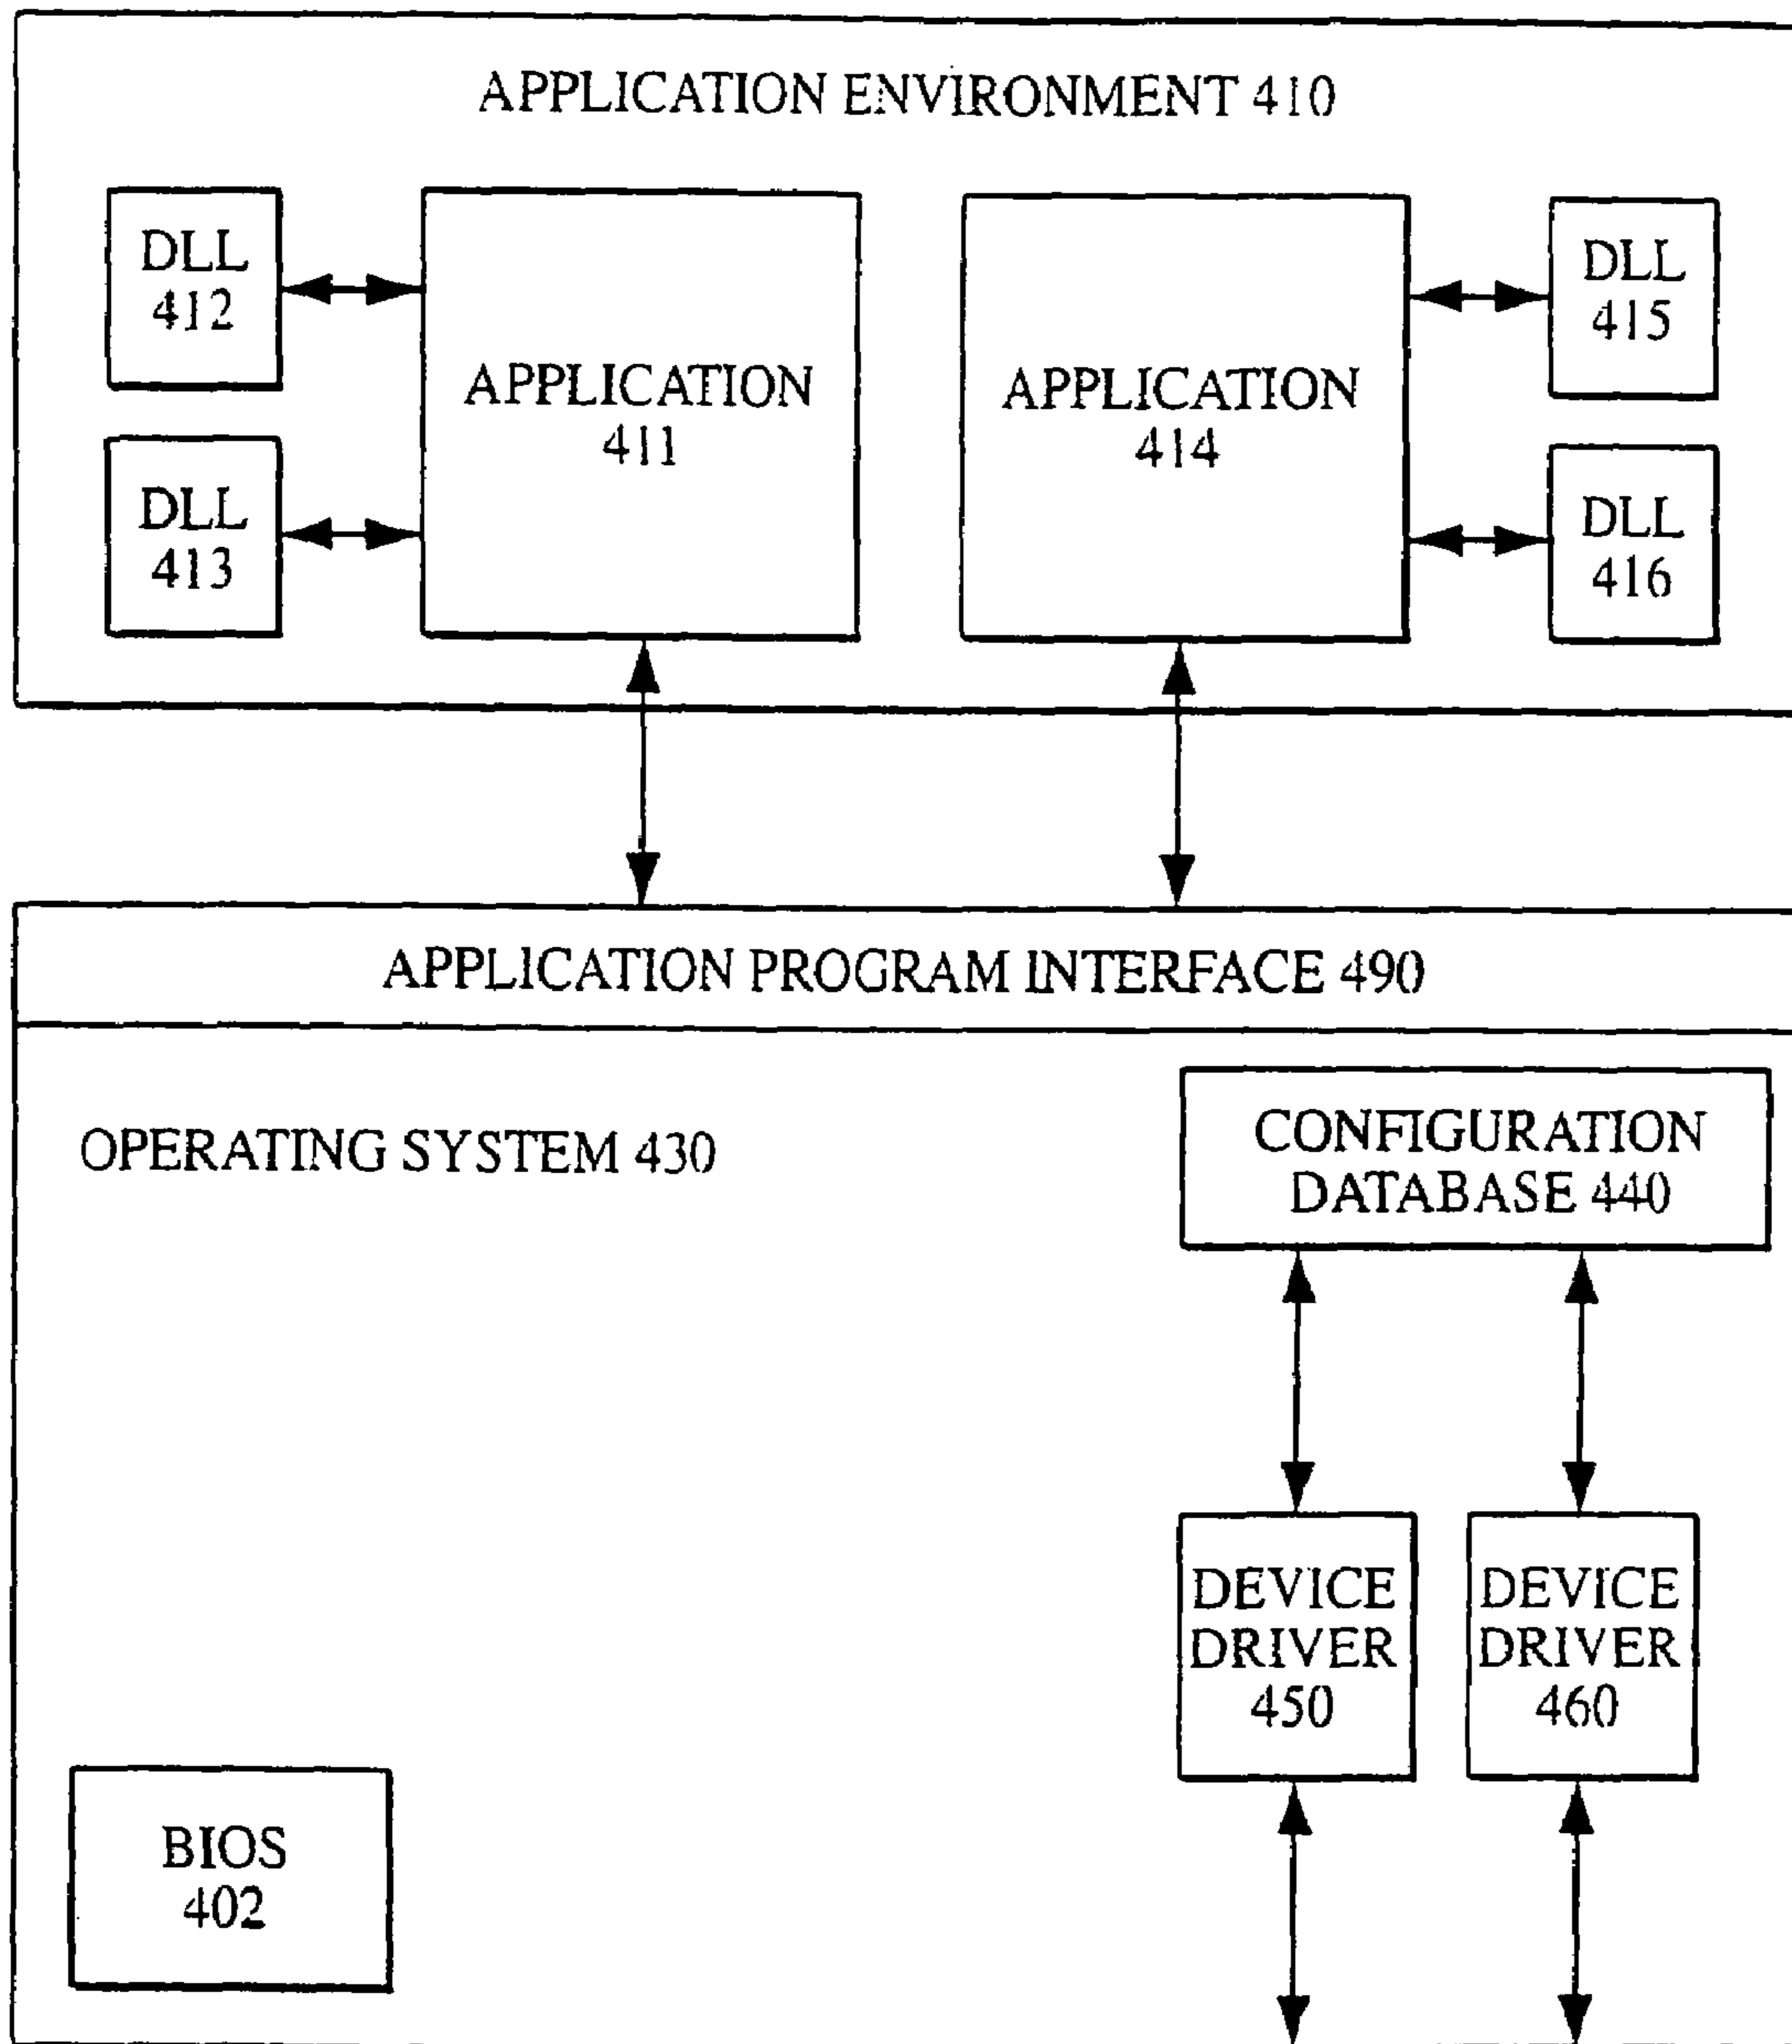 APPLICATION ENVIRONMENT 410
DLL
412
DLL
413
APPLICATION
411
APPLICATION
414
DLL
415
DLL
416
APPLICATION PROGRAM INTERFACE 490
OPERATING SYSTEM 430
CONFIGURATION
DATABASE 440
DEVICE
DRIVER
450
DEVICE
DRIVER
460
BIOS
402